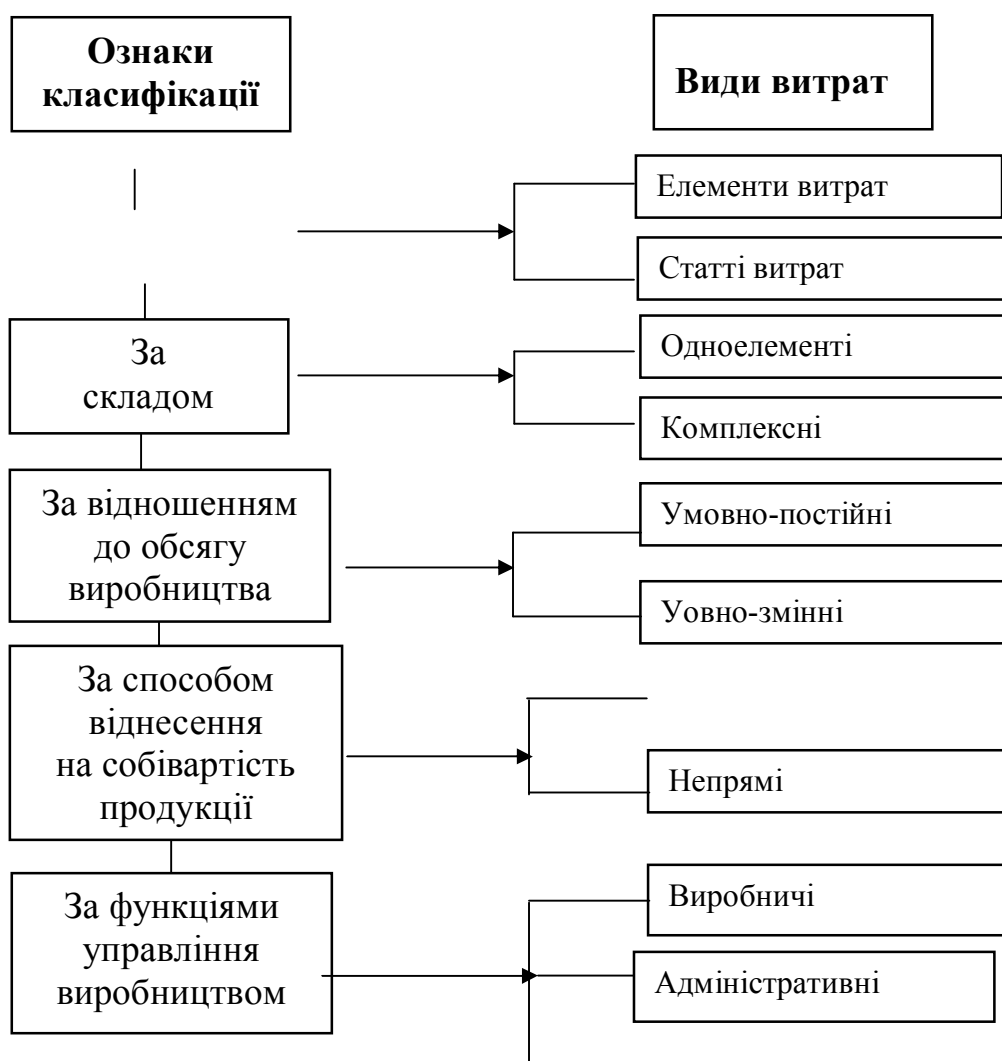 Ознаки
класифікації
Види витрат
Елементи витрат
Статті витрат
За
складом
Одноелементі
Комплексні
За відношенням
до обсягу
виробництва
Умовно-постійні
Уовно-змінні
За способом
віднесення
на собівартість
продукції
Непрямі
За функціями
управління
виробництвом
Виробничі
Адміністративні